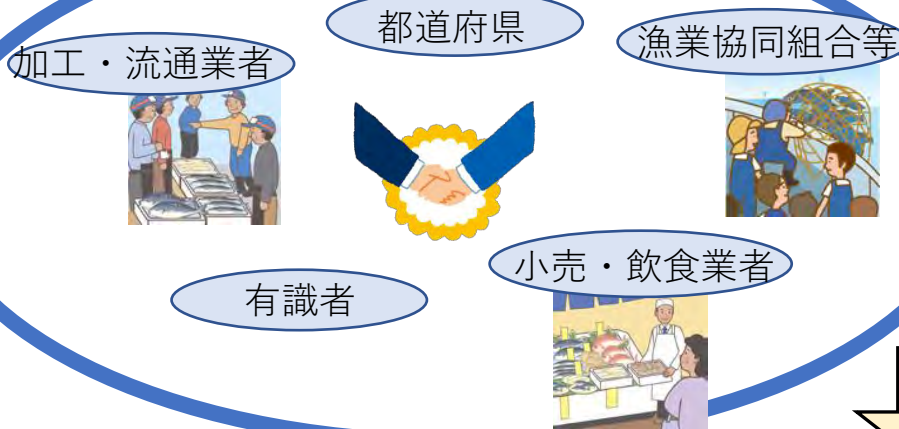 都道府県
加工・流通業者
漁業協同組合等
小売・飲食業者
有識者